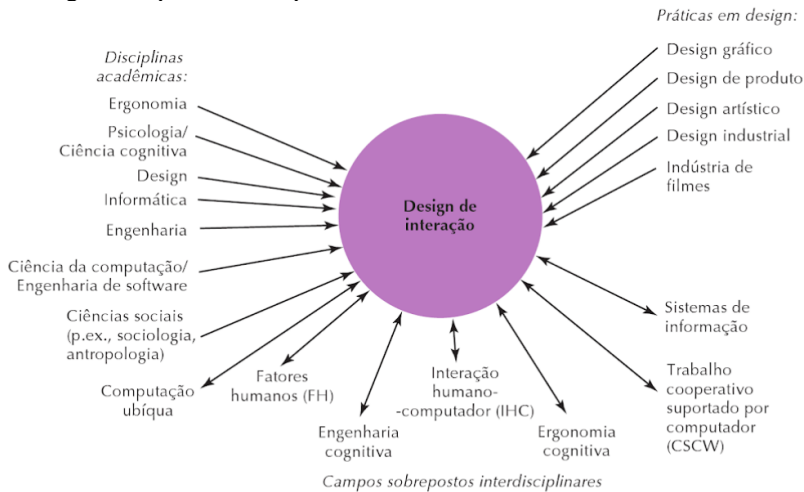 Práticas em design:
Design gráfico
Design de produto
Design artístico
Design industrial
Indústria de
filmes
Disciplinas
acadêmicas:
Ergonomia
Psicologia/
Ciência cognitiva
Design
Informática
Engenharia
Ciência da computação/
Engenharia de software
Ciências sociais
(p.ex., sociologia,
antropologia)
Design de
interação
Computação
ubíqua
Fatores
humanos (FH)
Engenharia
cognitiva
Interação
humano-
-computador (IHC)
Ergonomia
cognitiva
Sistemas de
informação
Trabalho
cooperativo
suportado por
computador
(CSCW)
Campos sobrepostos interdisciplinares